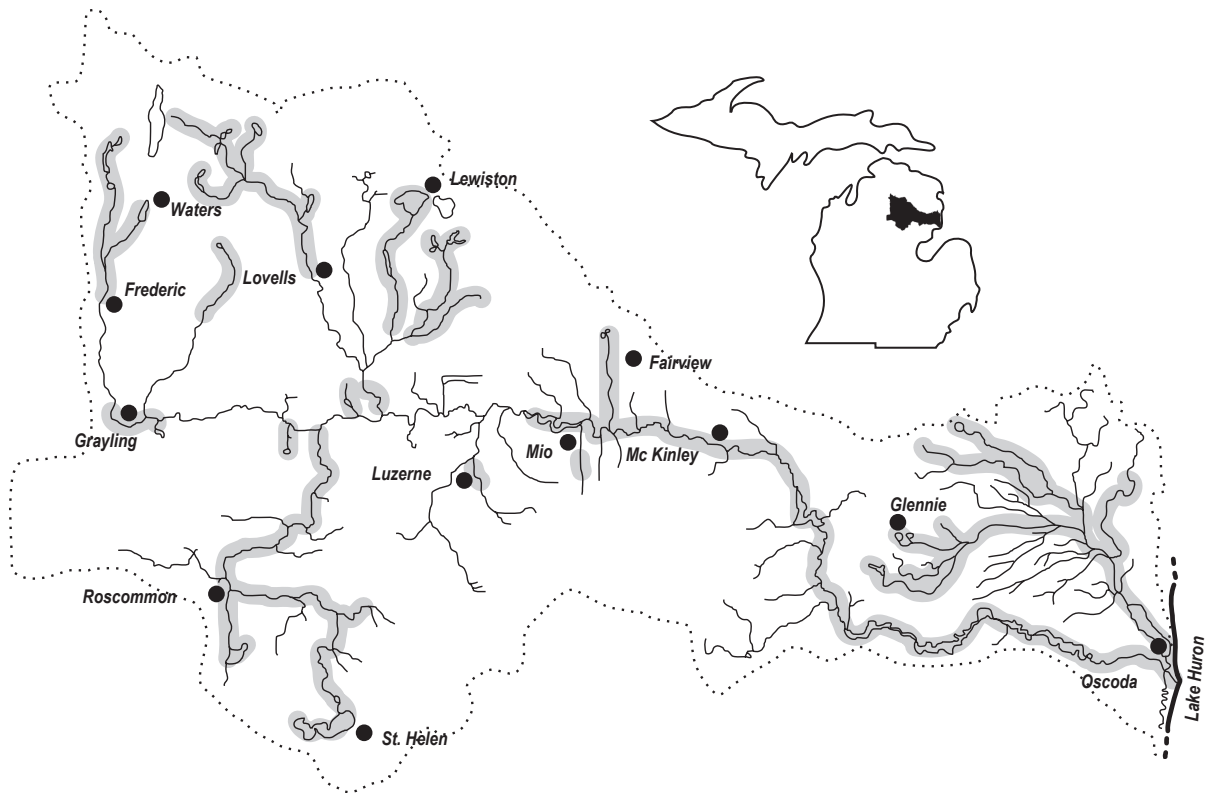 Lewiston
Waters
Lovells
Frederic
Fairview
Grayling
Mio
Mc Kinley
Luzerne
Glennie
Roscommon
Oscoda
Lake Huron
St. Helen